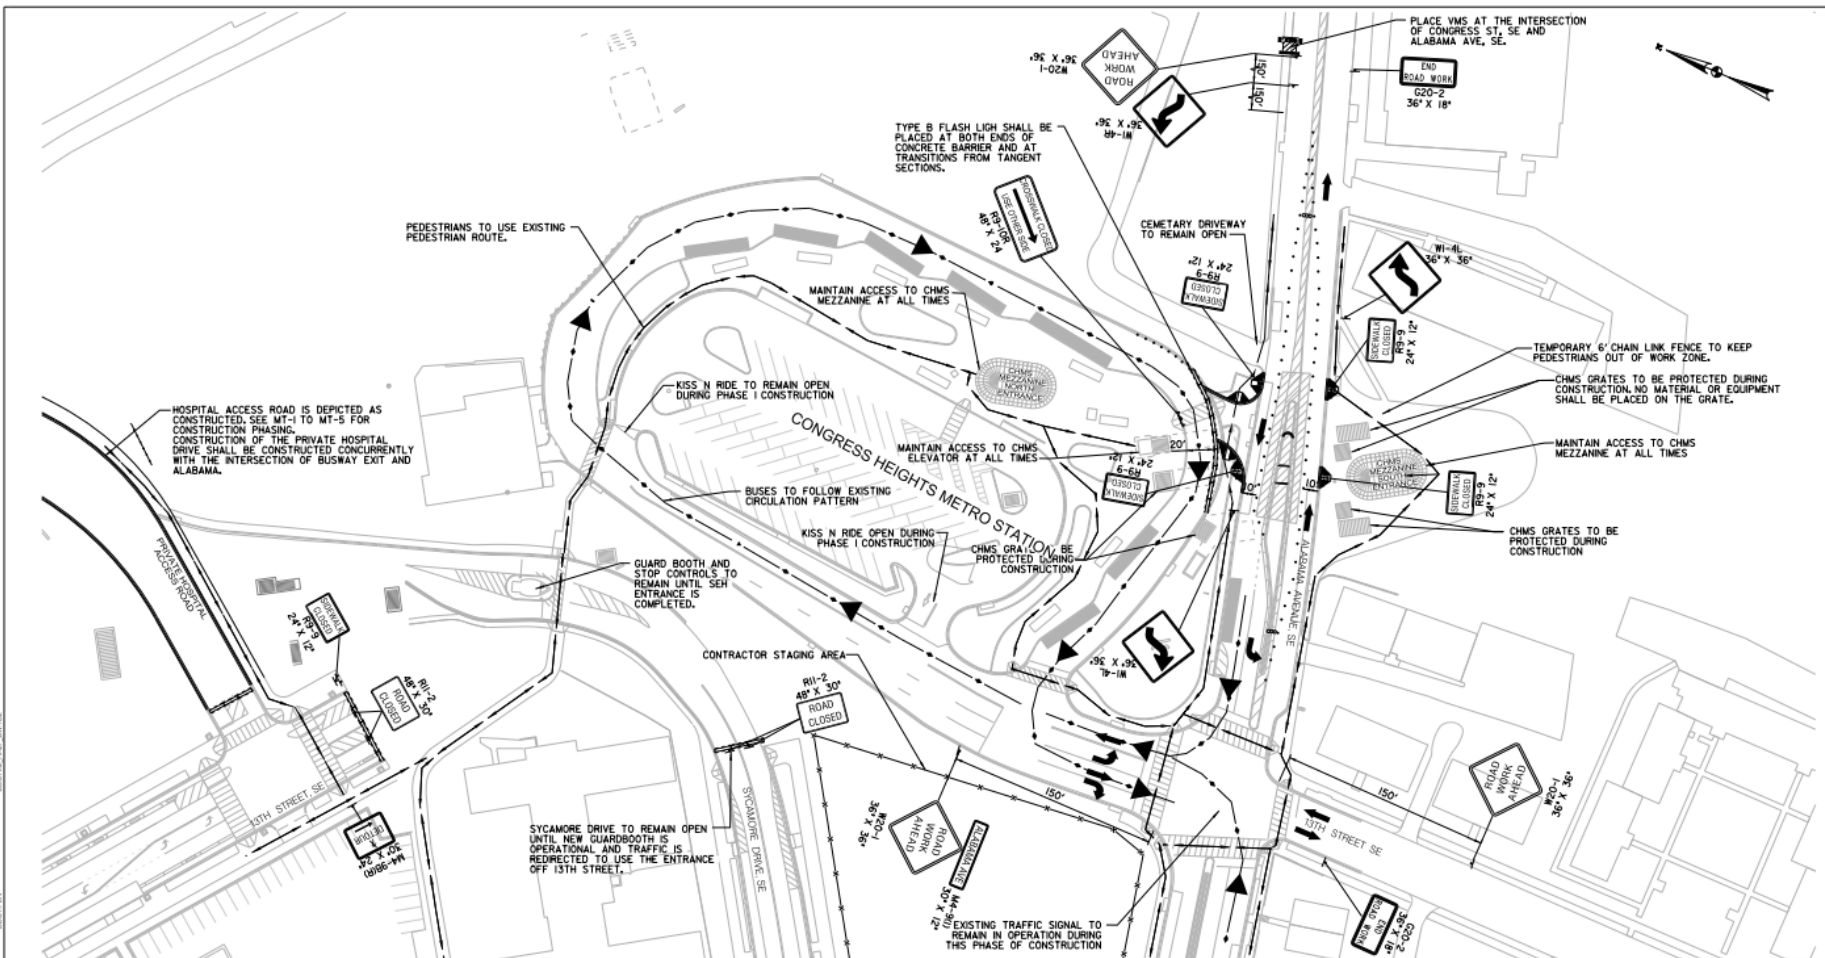 PLACE VMS AT THE INTERSECTION
OF CONGRESS ST, SE AND
ALABAMA AVE, SE.
ROAD
WORK
AHEAD
W20-1
36" X 36"
150'
150'
END
ROAD WORK
G20-2
36" X 18"
W1-4R
36" X 36"
TYPE B FLASH LIGH SHALL BE
PLACED AT BOTH ENDS OF
CONCRETE BARRIER AND AT
TRANSITIONS FROM TANGENT
SECTIONS.
CROSSWALK CLOSED
USE OTHER SIDE
R9-10R
48" X 24
PEDESTRIANS TO USE EXISTING
PEDESTRIAN ROUTE.
CEMETARY DRIVEWAY
TO REMAIN OPEN
SIDEWALK
CLOSED
R9-9
24" X 12"
W1-4L
36" X 36"
MAINTAIN ACCESS TO CHMS
MEZZANINE AT ALL TIMES
SIDEWALK
CLOSED
R9-9
24" X 12"
TEMPORARY 6' CHAIN LINK FENCE TO KEEP
PEDESTRIANS OUT OF WORK ZONE.
CHMS
MEZZANINE
NORTH
ENTRANCE
CHMS GRATES TO BE PROTECTED DURING
CONSTRUCTION. NO MATERIAL OR EQUIPMENT
SHALL BE PLACED ON THE GRATE.
KISS N RIDE TO REMAIN OPEN
DURING PHASE I CONSTRUCTION
HOSPITAL ACCESS ROAD IS DEPICTED AS
CONSTRUCTED. SEE MT-1 TO MT-5 FOR
CONSTRUCTION PHASING.
CONSTRUCTION OF THE PRIVATE HOSPITAL
DRIVE SHALL BE CONSTRUCTED CONCURRENTLY
WITH THE INTERSECTION OF BUSWAY EXIT AND
ALABAMA.
CONGRESS HEIGHTS METRO STATION
MAINTAIN ACCESS TO CHMS
ELEVATOR AT ALL TIMES
20'
SIDEWALK
CLOSED
R9-9
24" X 12"
MAINTAIN ACCESS TO CHMS
MEZZANINE AT ALL TIMES
CHMS
MEZZANINE
SOUTH
ENTRANCE
10'
10'
SIDEWALK
CLOSED
R9-9
24" X 12"
BUSES TO FOLLOW EXISTING
CIRCULATION PATTERN
KISS N RIDE OPEN DURING
PHASE I CONSTRUCTION
BE
PROTECTED DURING
CONSTRUCTION
CHMS GRATES TO BE
PROTECTED DURING
CONSTRUCTION
PRIVATE HOSPITAL
ACCESS ROAD
ALABAMA AVENUE, SE
GUARD BOOTH AND
STOP CONTROLS TO
REMAIN UNTIL SEH
ENTRANCE IS
COMPLETED.
SIDEWALK
CLOSED
R9-9
24" X 12"
CONTRACTOR STAGING AREA
W1-4L
36" X 36"
R11-2
48" X 30"
ROAD
CLOSED
R11-2
48" X 30"
ROAD
CLOSED
150'
150'
ROAD
WORK
AHEAD
W20-1
36" X 36"
13TH STREET SE
SYCAMORE DRIVE, SE
13TH STREET SE
DETOUR
M4-9B(R)
30" X 24"
SYCAMORE DRIVE TO REMAIN OPEN
UNTIL NEW GUARDBOOTH IS
OPERATIONAL AND TRAFFIC IS
REDIRECTED TO USE THE ENTRANCE
OFF 13TH STREET.
ROAD
WORK
AHEAD
W20-1
36" X 36"
ALABAMA AVE
30" X 12"
EXISTING TRAFFIC SIGNAL TO
REMAIN IN OPERATION DURING
THIS PHASE OF CONSTRUCTION
END
ROAD WORK
G20-2
36" X 18"